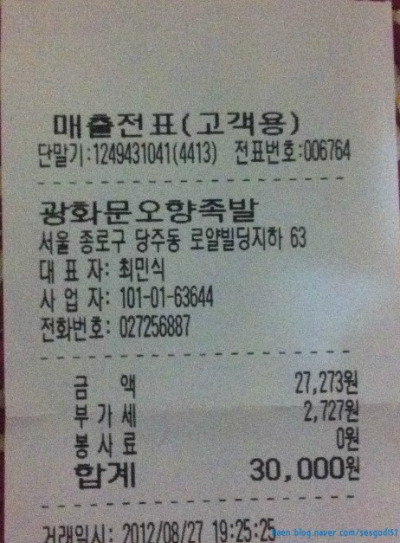 매출전표(고객용)
단말기:1249431041(4413) 전표번호:006764
광화문오향족발
서울 종로구 당주동 로얄빌딩지하 63
대 표 자: 최민식
사 업 자: 101-01-63644
전화번호: 027256887
금 액 27,273원
부 가 세 2,727원
봉 사 료 0원
합계 30,000원
거래일시: 2012/08/27 19:25:25
blog.naver.com/sesgodl57